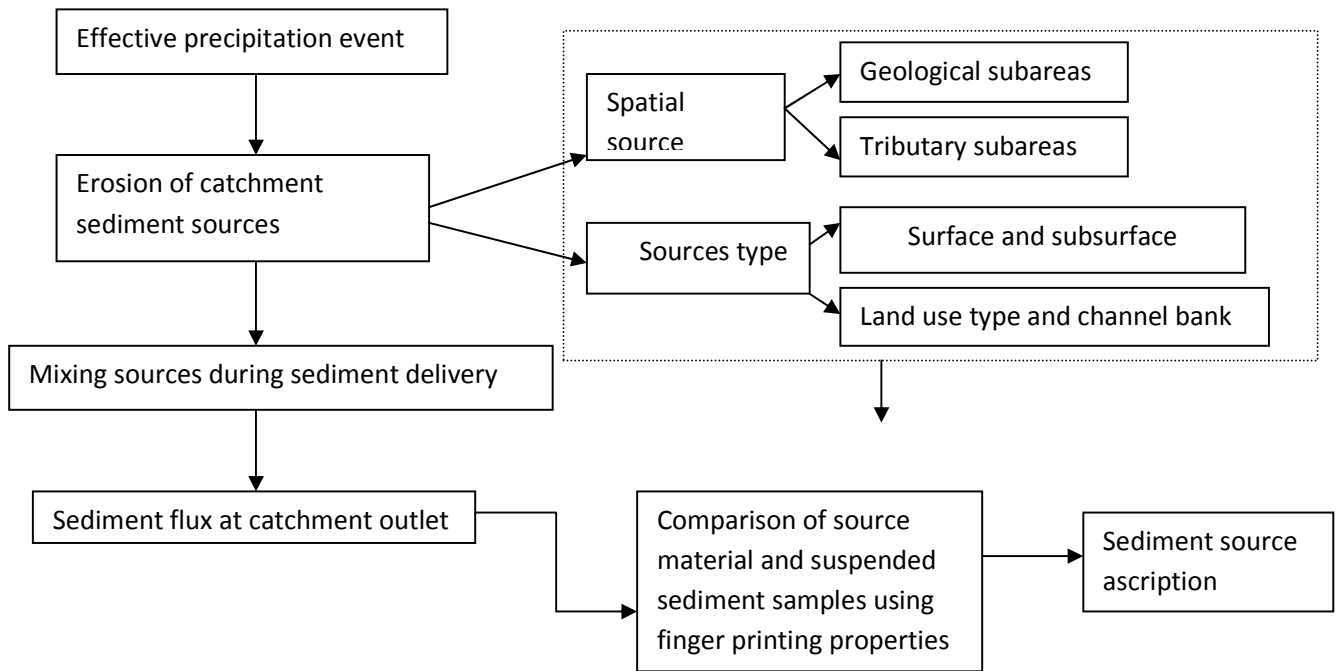 Effective precipitation event
Erosion of catchment
sediment sources
Mixing sources during sediment delivery
Sediment flux at catchment outlet
Spatial
source
Geological subareas
Tributary subareas
Sources type
Surface and subsurface
Land use type and channel bank
Comparison of source
material and suspended
sediment samples using
finger printing properties
Sediment source
ascription